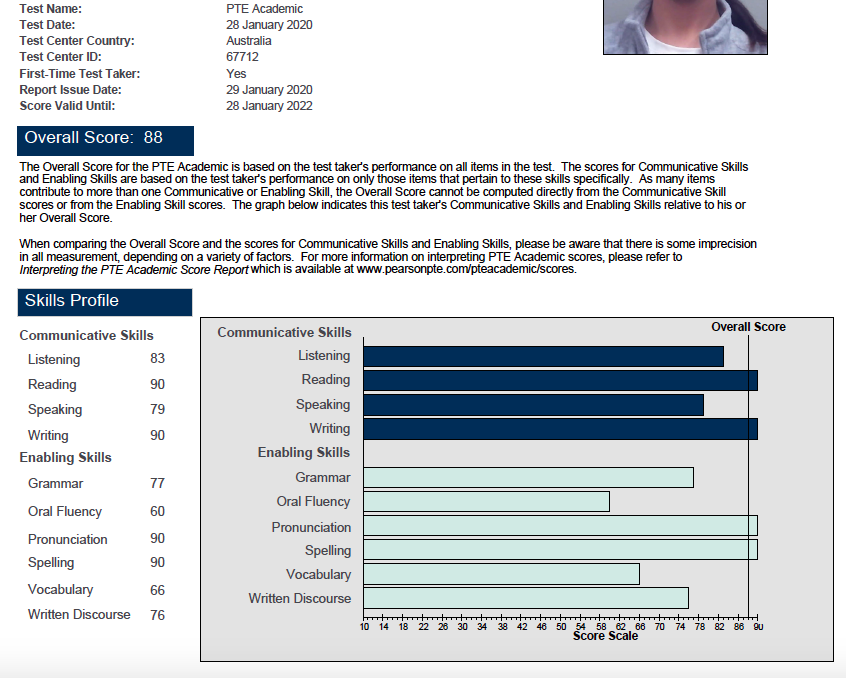 Test Name: PTE Academic
Test Date: 28 January 2020
Test Center Country: Australia
Test Center ID: 67712
First-Time Test Taker: Yes
Report Issue Date: 29 January 2020
Score Valid Until: 28 January 2022
Overall Score: 88
The Overall Score for the PTE Academic is based on the test taker's performance on all items in the test. The scores for Communicative Skills
and Enabling Skills are based on the test taker's performance on only those items that pertain to these skills specifically. As many items
contribute to more than one Communicative or Enabling Skill, the Overall Score cannot be computed directly from the Communicative Skill
scores or from the Enabling Skill scores. The graph below indicates this test taker's Communicative Skills and Enabling Skills relative to his or
her Overall Score.
When comparing the Overall Score and the scores for Communicative Skills and Enabling Skills, please be aware that there is some imprecision
in all measurement, depending on a variety of factors. For more information on interpreting PTE Academic scores, please refer to
Interpreting the PTE Academic Score Report which is available at www.pearsonpte.com/pteacademic/scores.
Skills Profile
Communicative Skills
Listening 83
Reading 90
Speaking 79
Writing 90
Enabling Skills
Grammar 77
Oral Fluency 60
Pronunciation 90
Spelling 90
Vocabulary 66
Written Discourse 76
Overall Score
Communicative Skills
Listening
Reading
Speaking
Writing
Enabling Skills
Grammar
Oral Fluency
Pronunciation
Spelling
Vocabulary
Written Discourse
10 14 18 22 26 30 34 38 42 46 50 54 58 62 66 70 74 78 82 86 90
Score Scale